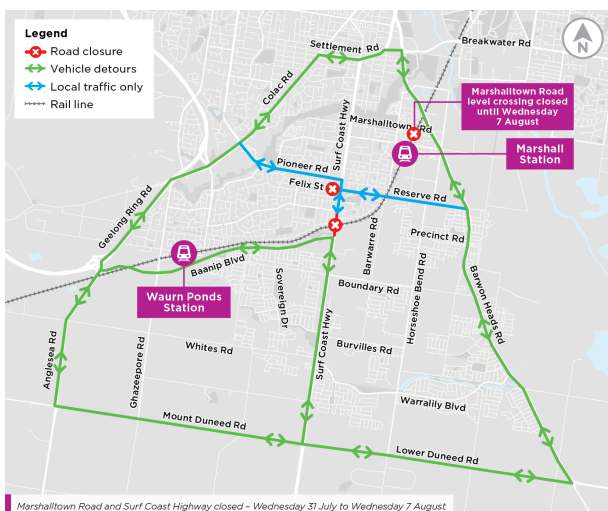 Legend
Road closure
Vehicle detours
Local traffic only
Rail line
Settlement Rd
Breakwater Rd
N
Colac Rd
Surf Coast Hwy
Marshalltown Road
level crossing closed
until Wednesday
7 August
Marshalltown Rd
Marshall
Station
Pioneer Rd
Felix St
Reserve Rd
Geelong Ring Rd
Barwarre Rd
Precinct Rd
Baanip Blvd
Waurn Ponds
Station
Sovereign Dr
Boundary Rd
Horseshoe Bend Rd
Barwon Heads Rd
Anglesea Rd
Ghazeepore Rd
Whites Rd
Surf Coast Hwy
Burvilles Rd
Warralily Blvd
Mount Duneed Rd
Lower Duneed Rd
Marshalltown Road and Surf Coast Highway closed – Wednesday 31 July to Wednesday 7 August